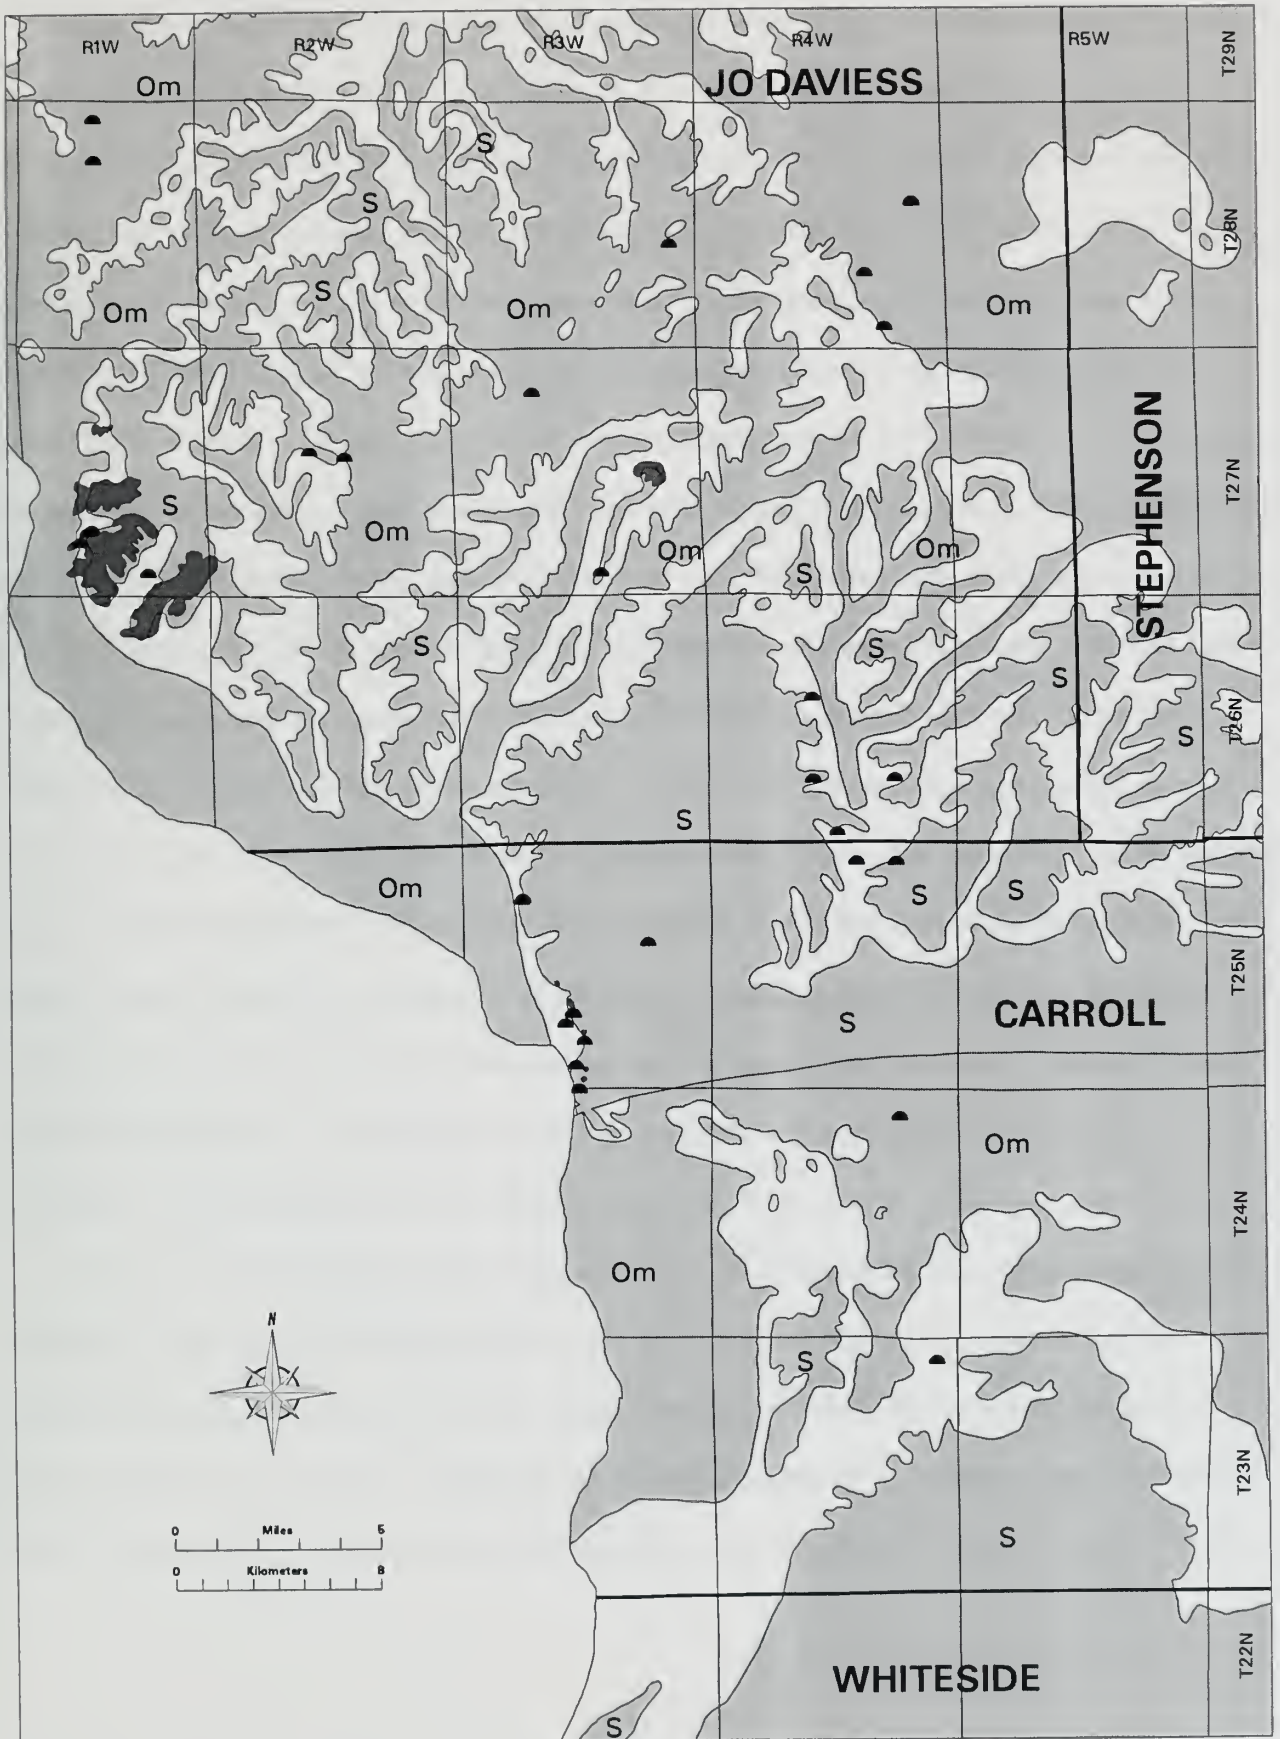 R1W R2W R3W R4W R5W T29N
Om JO DAVIESS
S
S T28N
S
Om Om Om
STEPHENSON
T27N
S
Om Om Om
S
S S
S
T26N
S
S
Om S S
T25N
S CARROLL
Om
T24N
Om
N
S
T23N
0 Miles 5
S
0 Kilometers 8
T22N
WHITESIDE
S